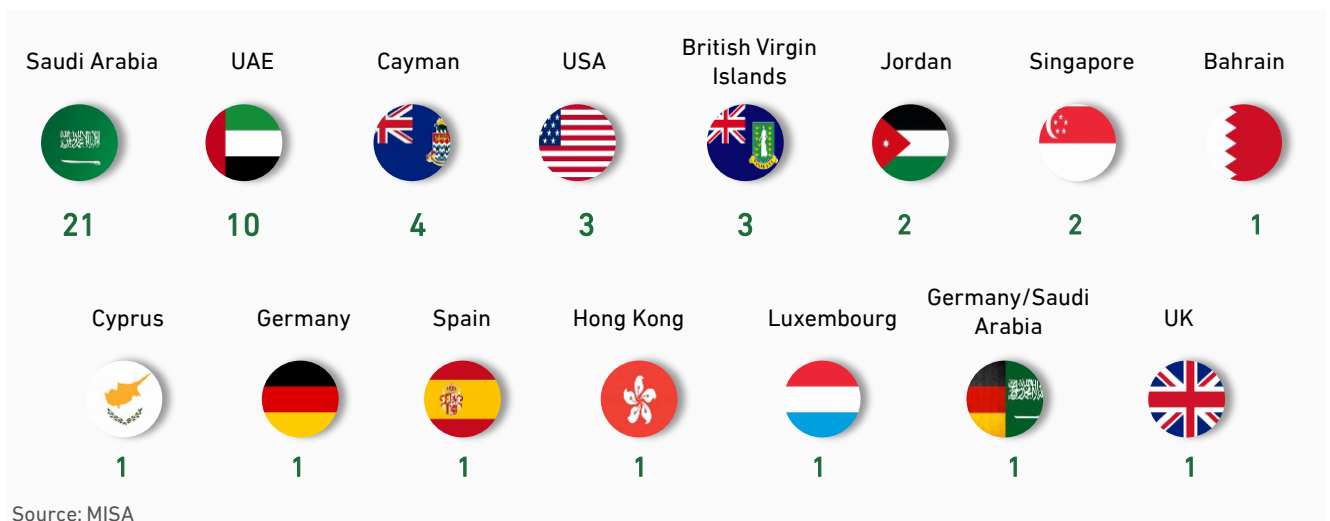 Saudi Arabia
UAE
Cayman
USA
British Virgin
Islands
Jordan
Singapore
Bahrain
21
10
4
3
3
2
2
1
Cyprus
Germany
Spain
Hong Kong
Luxembourg
Germany/Saudi
Arabia
UK
1
1
1
1
1
1
1
Source: MISA